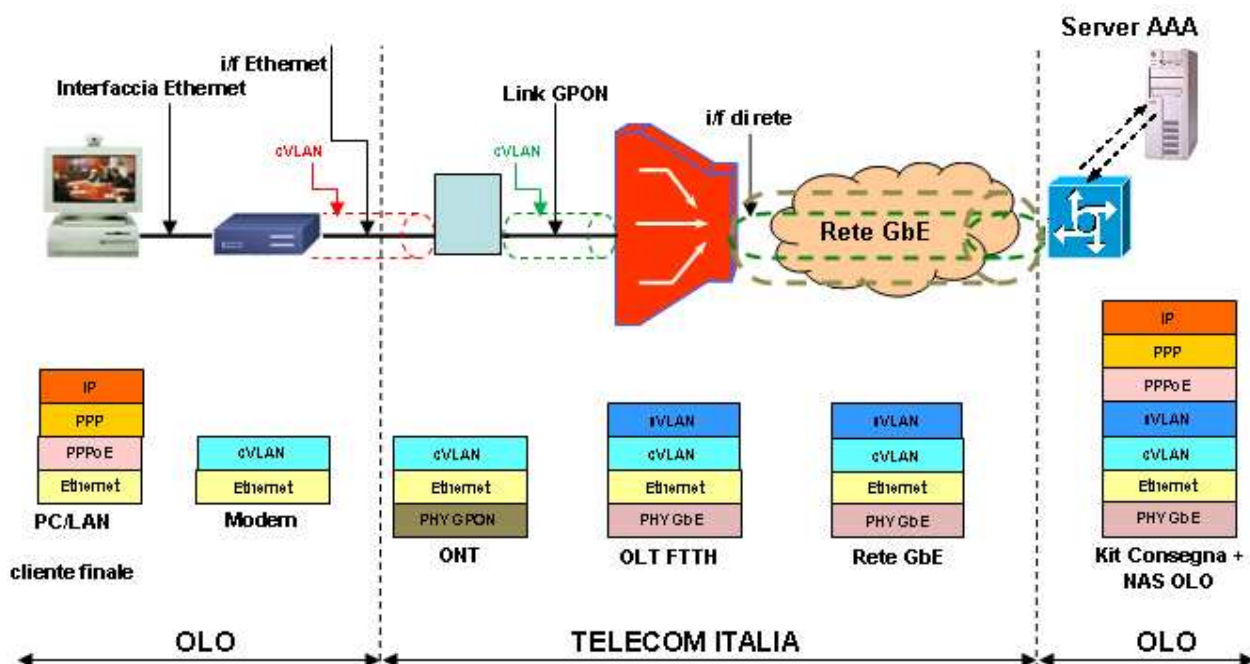 Server AAA
i/f Ethernet
Interfaccia Ethernet
Link GPON
i/f di rete
cVLAN
cVLAN
Rete GbE
IP
PPP
PPPoE
Ethernet
PC/LAN
cliente finale
cVLAN
Ethernet
Modem
cVLAN
Ethernet
PHY GPON
ONT
sVLAN
cVLAN
Ethernet
PHY GbE
OLT FTTH
sVLAN
cVLAN
Ethernet
PHY GbE
Rete GbE
IP
PPP
PPPoE
sVLAN
cVLAN
Ethernet
PHY GbE
Kit Consegna +
NAS OLO
OLO
TELECOM ITALIA
OLO